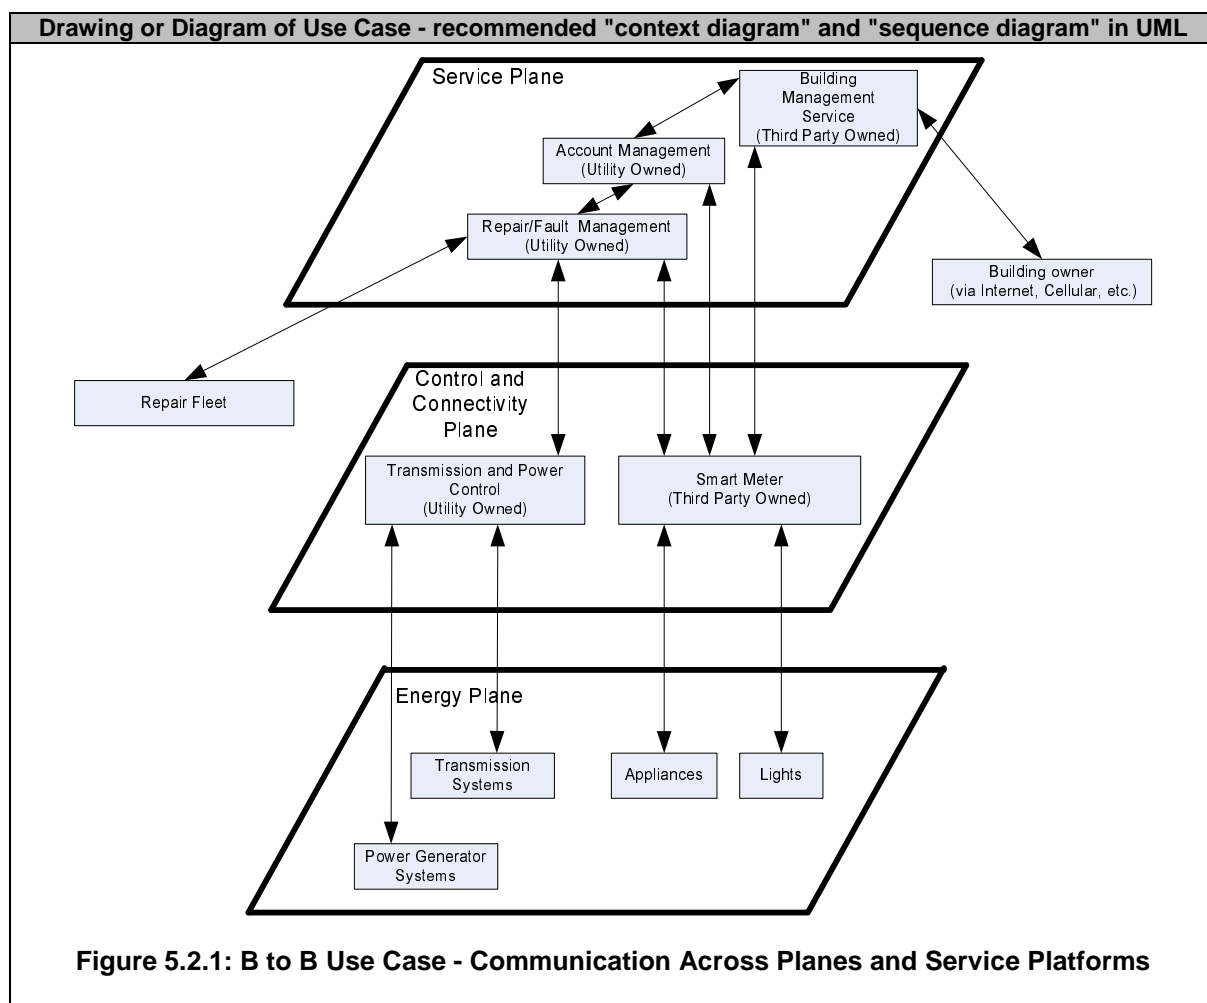 Drawing or Diagram of Use Case - recommended "context diagram" and "sequence diagram" in UML
Service Plane
Building
Management
Service
(Third Party Owned)
Account Management
(Utility Owned)
Repair/Fault Management
(Utility Owned)
Building owner
(via Internet, Cellular, etc.)
Repair Fleet
Control and
Connectivity
Plane
Transmission and Power
Control
(Utility Owned)
Smart Meter
(Third Party Owned)
Energy Plane
Transmission
Systems
Appliances
Lights
Power Generator
Systems
Figure 5.2.1: B to B Use Case - Communication Across Planes and Service Platforms